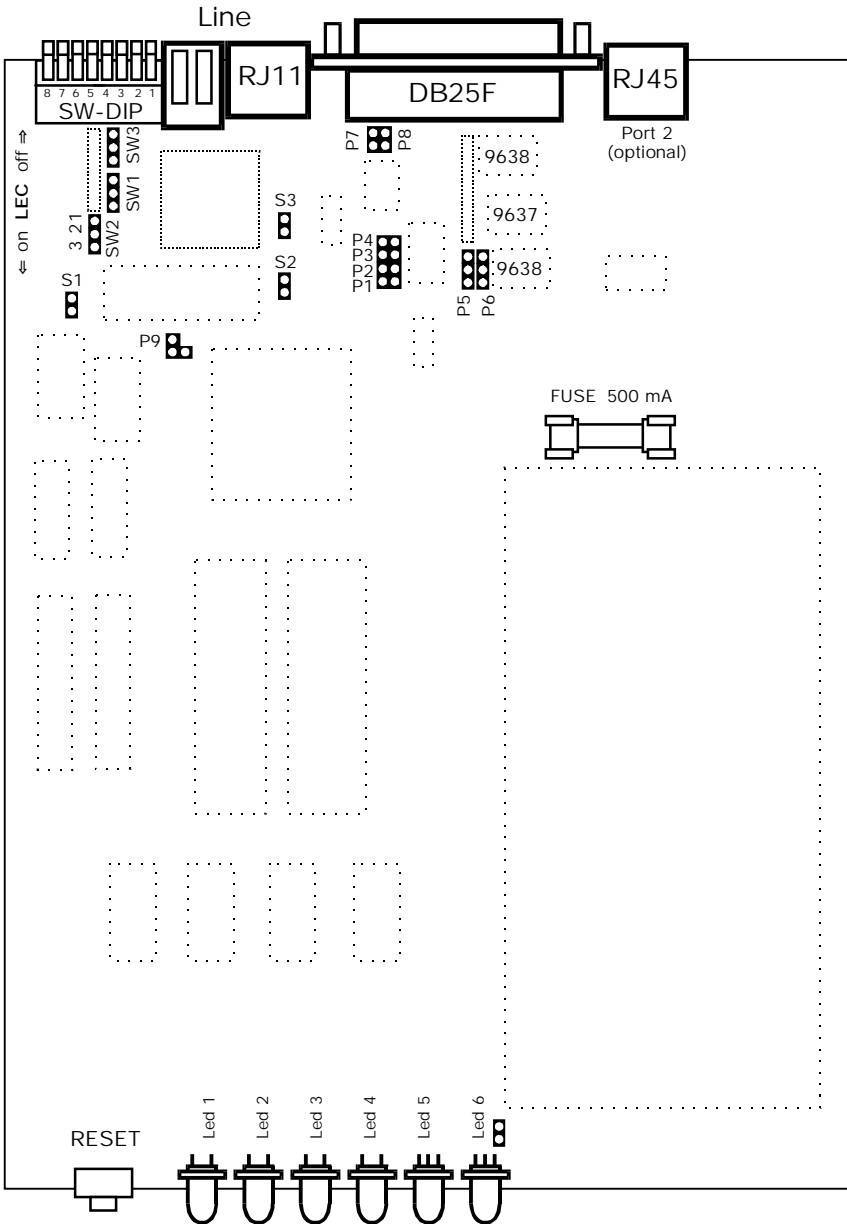 Line
RJ11
DB25F
RJ45
8 7 6 5 4 3 2 1
SW-DIP
Port 2
(optional)
⇐ on LEC off ⇒
SW3
SW1
3 21
SW2
P7
P8
9638
9637
9638
S3
S2
S1
P4
P3
P2
P1
P5
P6
P9
FUSE 500 mA
Led 1
Led 2
Led 3
Led 4
Led 5
Led 6
RESET